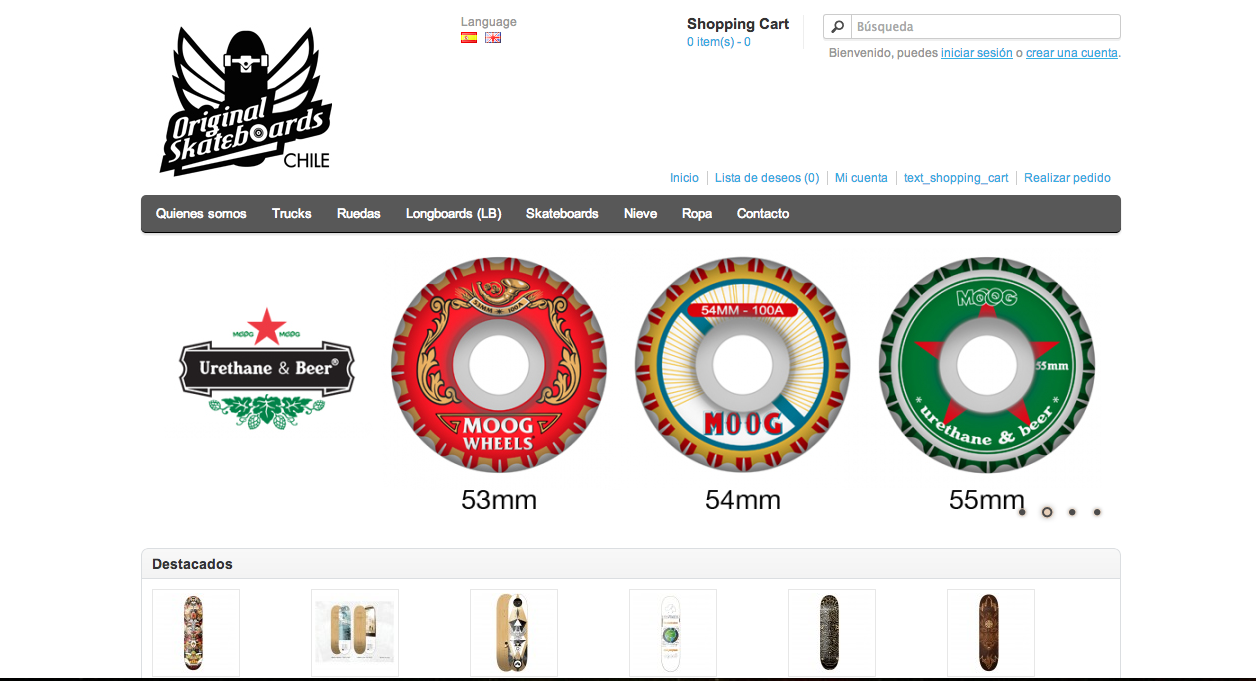 Language
Shopping Cart
0 item(s) - 0
Búsqueda
Bienvenido, puedes iniciar sesión o crear una cuenta.
Original
Skateboards
CHILE
Inicio
Lista de deseos (0)
Mi cuenta
text_shopping_cart
Realizar pedido
Quienes somos
Trucks
Ruedas
Longboards (LB)
Skateboards
Nieve
Ropa
Contacto
MOOG MOOG
Urethane & Beer®
53MM ★ 100A
MOOG
WHEELS
54MM - 100A
MOOG
MOOG
55mm
* urethane & beer *
53mm
54mm
55mm
Destacados